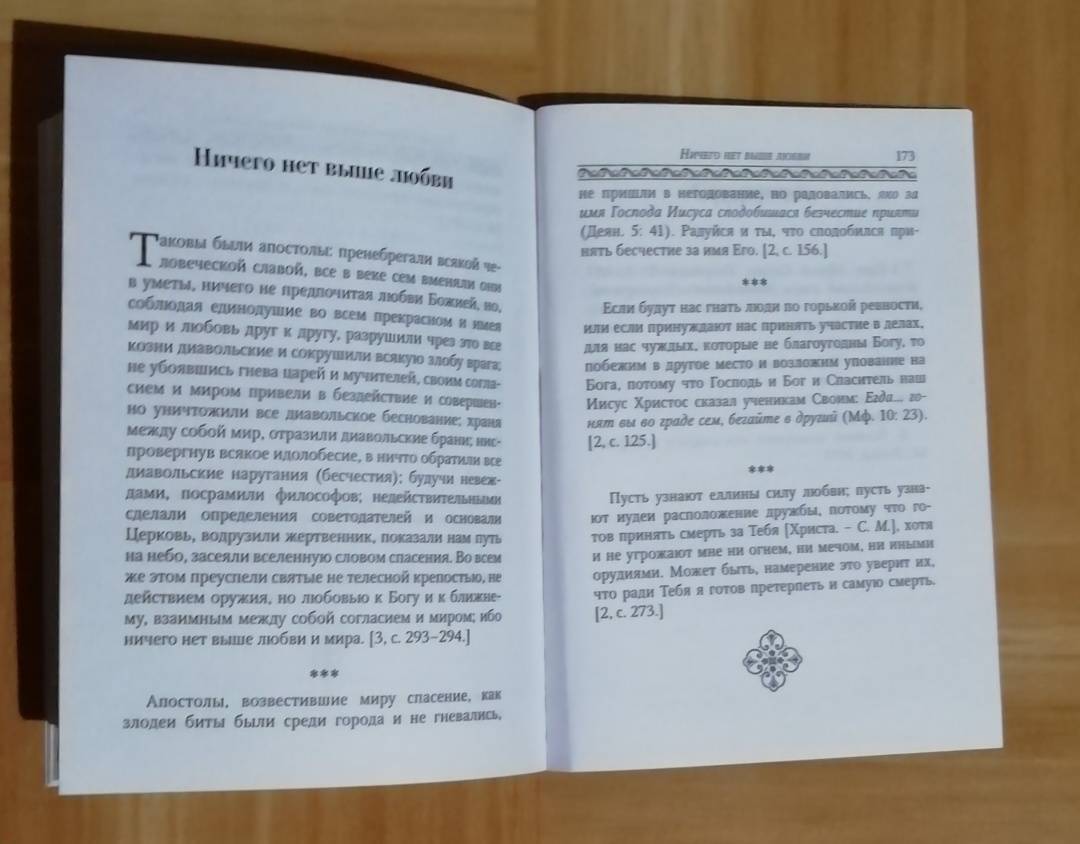 Ничего нет выше любви
Таковы были апостолы: пренебрегали всякой че-
ловеческой славой, все в веке сем вменяли они
в уметы, ничего не предпочитая любви Божией, но,
соблюдая единодушие во всем прекрасном и имея
мир и любовь друг к другу, разрушили чрез это все
козни диавольские и сокрушили всякую злобу врага;
не убоявшись гнева царей и мучителей, своим согла-
сием и миром привели в бездействие и совершен-
но уничтожили все диавольское беснование; храня
между собой мир, отразили диавольские брани; нис-
провергнув всякое идолобесие, в ничто обратили все
диавольские наругания (бесчестия); будучи невеж-
дами, посрамили философов; недействительными
сделали определения советодателей и основали
Церковь, водрузили жертвенник, показали нам путь
на небо, засеяли вселенную словом спасения. Во всем
же этом преуспели святые не телесной крепостью, не
действием оружия, но любовью к Богу и к ближне-
му, взаимным между собой согласием и миром; ибо
ничего нет выше любви и мира. [3, с. 293–294.]
***
Апостолы, возвестившие миру спасение, как
злодеи биты были среди города и не гневались,
Ничего нет выше любви 173
не пришли в негодование, но радовались, яко за
имя Господа Иисуса сподобишася безчестие прияти
(Деян. 5: 41). Радуйся и ты, что сподобился при-
нять бесчестие за имя Его. [2, с. 156.]
***
Если будут нас гнать люди по горькой ревности,
или если принуждают нас принять участие в делах,
для нас чуждых, которые не благоугодны Богу, то
побежим в другое место и возложим упование на
Бога, потому что Господь и Бог и Спаситель наш
Иисус Христос сказал ученикам Своим: Егда... го-
нят вы во граде сем, бегайте в другий (Мф. 10: 23).
[2, с. 125.]
***
Пусть узнают еллины силу любви; пусть узна-
ют иудеи расположение дружбы, потому что го-
тов принять смерть за Тебя [Христа. – С. М.], хотя
и не угрожают мне ни огнем, ни мечом, ни иными
орудиями. Может быть, намерение это уверит их,
что ради Тебя я готов претерпеть и самую смерть.
[2, с. 273.]